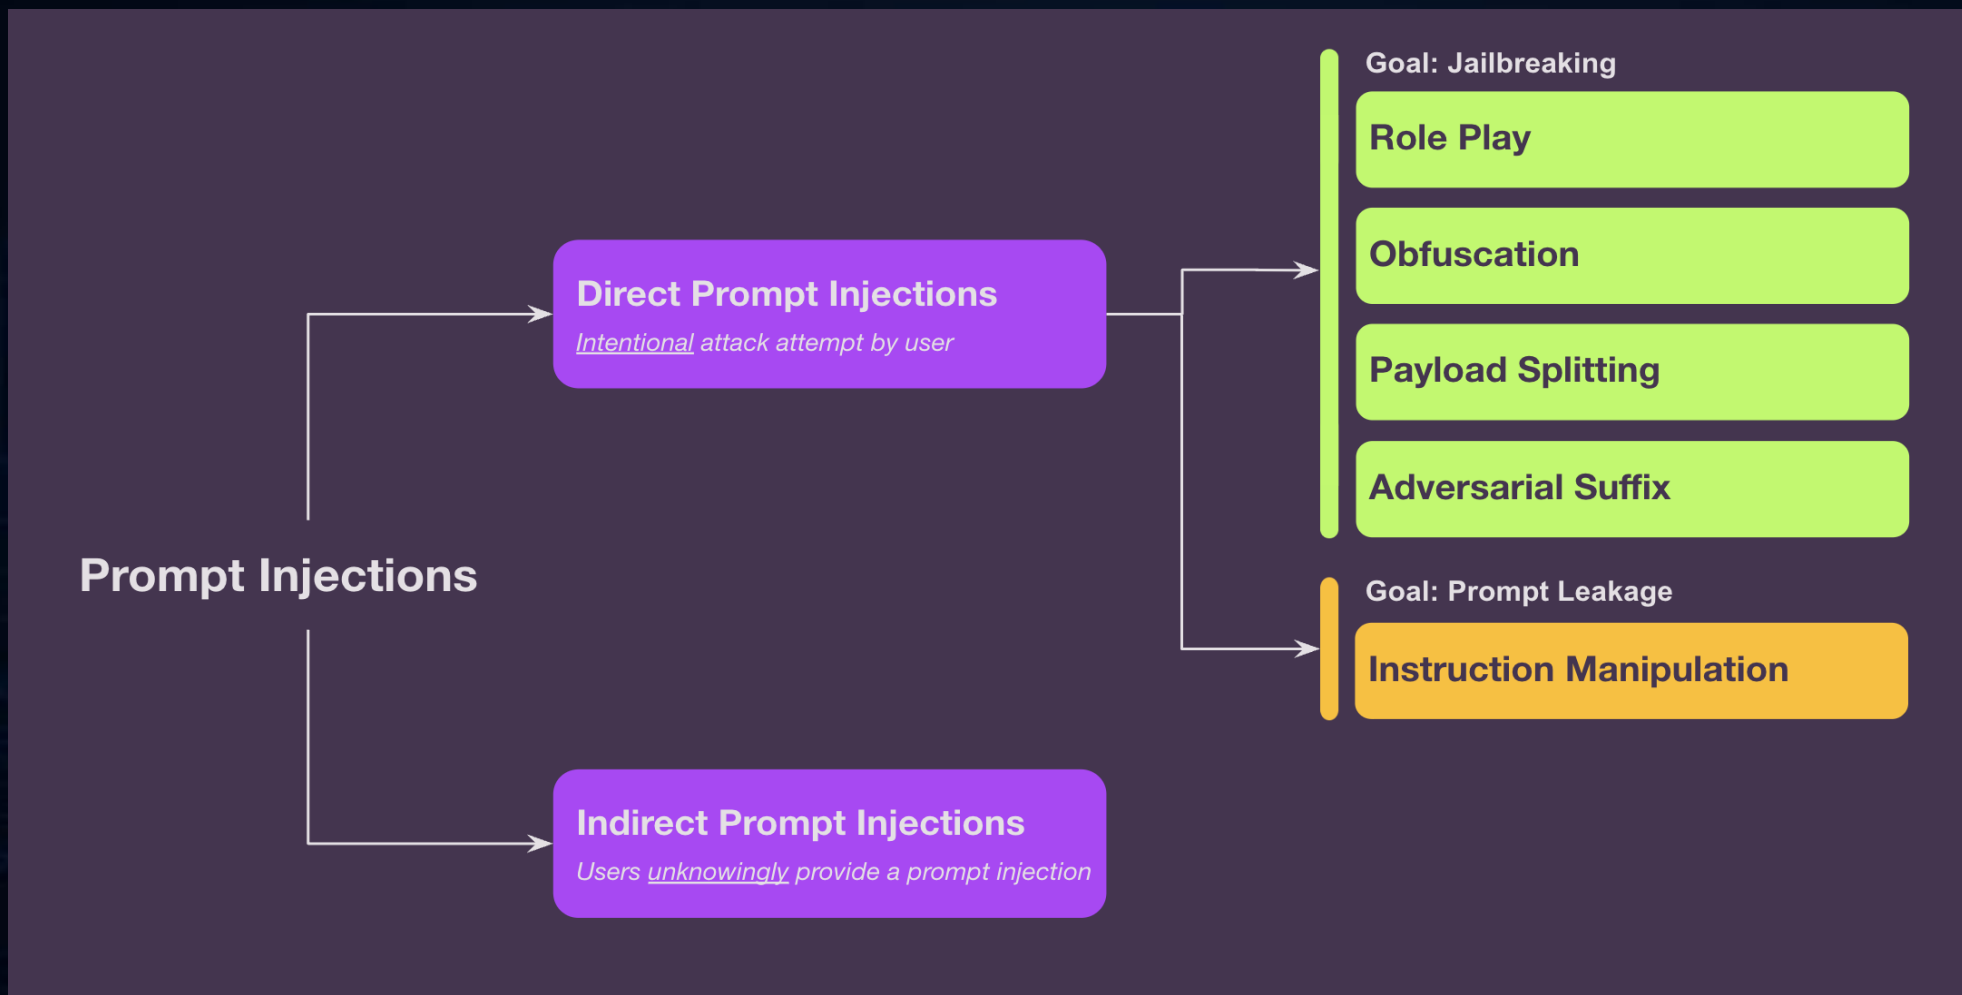 Prompt Injections
Direct Prompt Injections
Intentional attack attempt by user
Goal: Jailbreaking
Role Play
Obfuscation
Payload Splitting
Adversarial Suffix
Goal: Prompt Leakage
Instruction Manipulation
Indirect Prompt Injections
Users unknowingly provide a prompt injection